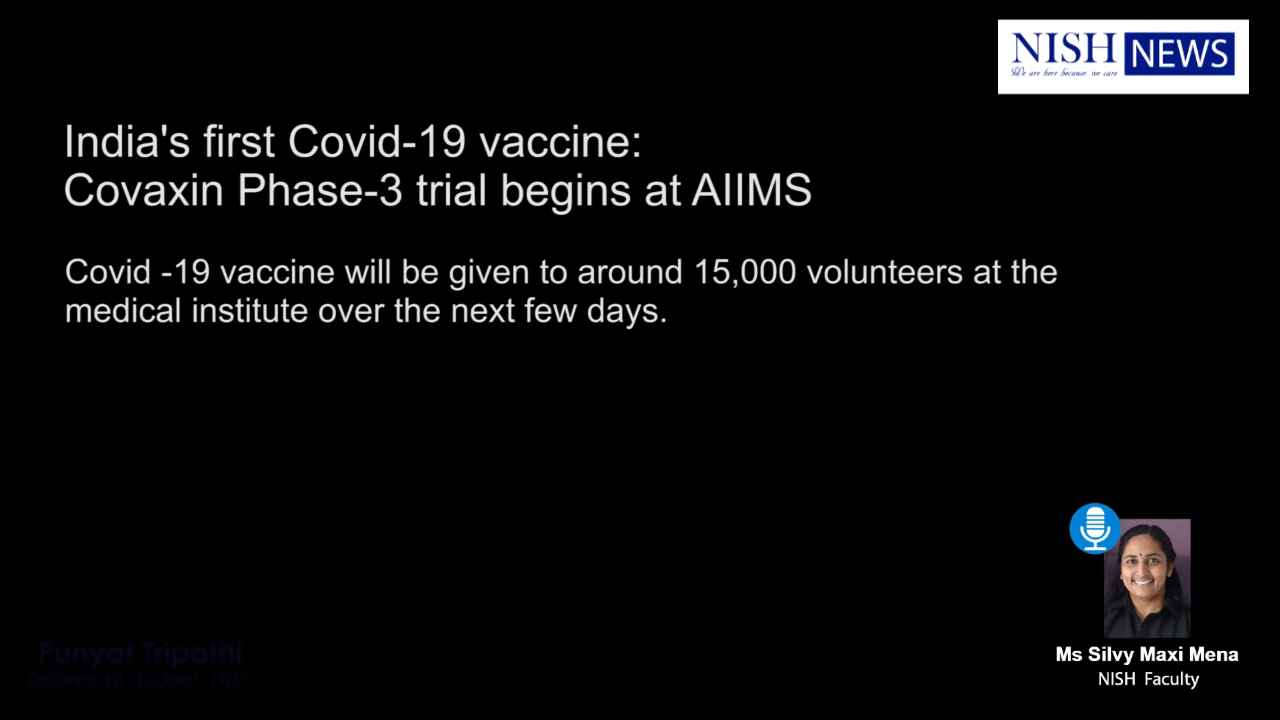 NISH NEWS
We are here because we care
India's first Covid-19 vaccine:
Covaxin Phase-3 trial begins at AIIMS
Covid -19 vaccine will be given to around 15,000 volunteers at the
medical institute over the next few days.
Punyat Tripathi
Ms Silvy Maxi Mena
NISH Faculty